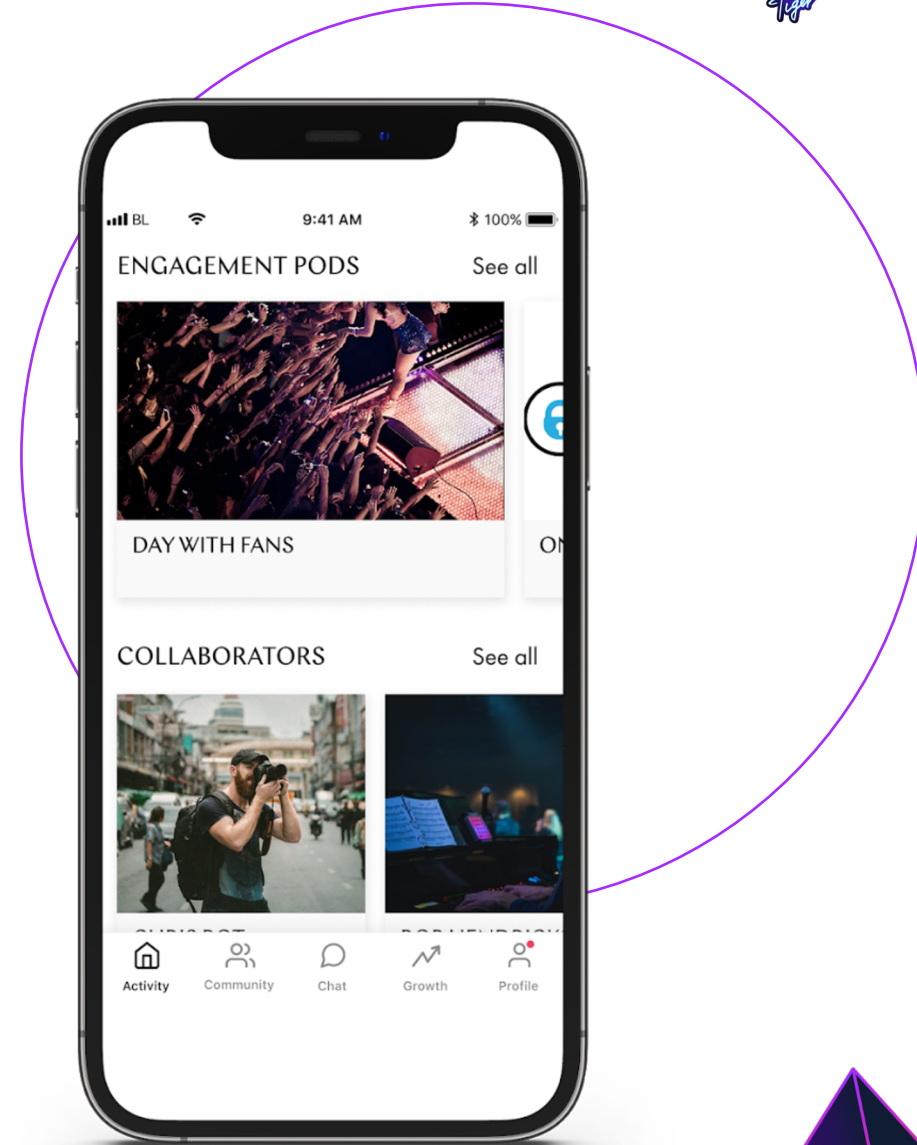 Tiger
BL 9:41 AM 100%
ENGAGEMENT PODS See all
DAY WITH FANS
COLLABORATORS See all
Activity Community Chat Growth Profile